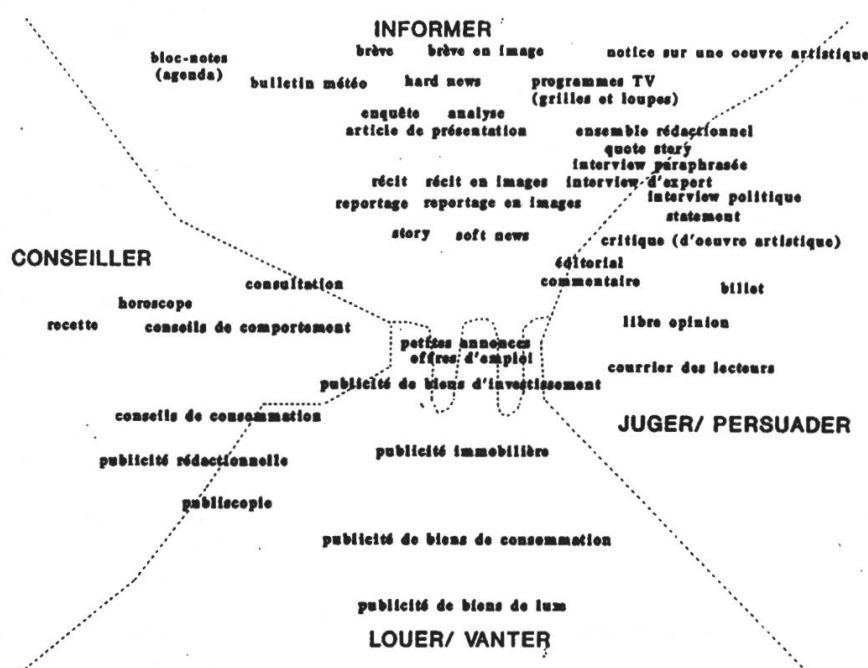 INFORMER
brève brève en image notice sur une oeuvre artistique
bloc-notes
(agenda)
bulletin météo hard news programmes TV
(grilles et loupes)
enquête analyse
article de présentation ensemble rédactionnel
quote story
interview paraphrasée
récit récit en images interview d'expert
interview politique
reportage reportage en images
statement
story soft news critique (d'oeuvre artistique)
CONSEILLER
éditorial
consultation commentaire billet
horoscope
recette conseils de comportement libre opinion
petites annonces
offres d'emploi
courrier des lecteurs
publicité de biens d'investissement
conseils de consommation
JUGER/ PERSUADER
publicité rédactionnelle publicité immobilière
publiscopie
publicité de biens de consommation
publicité de biens de luxe
LOUER/ VANTER